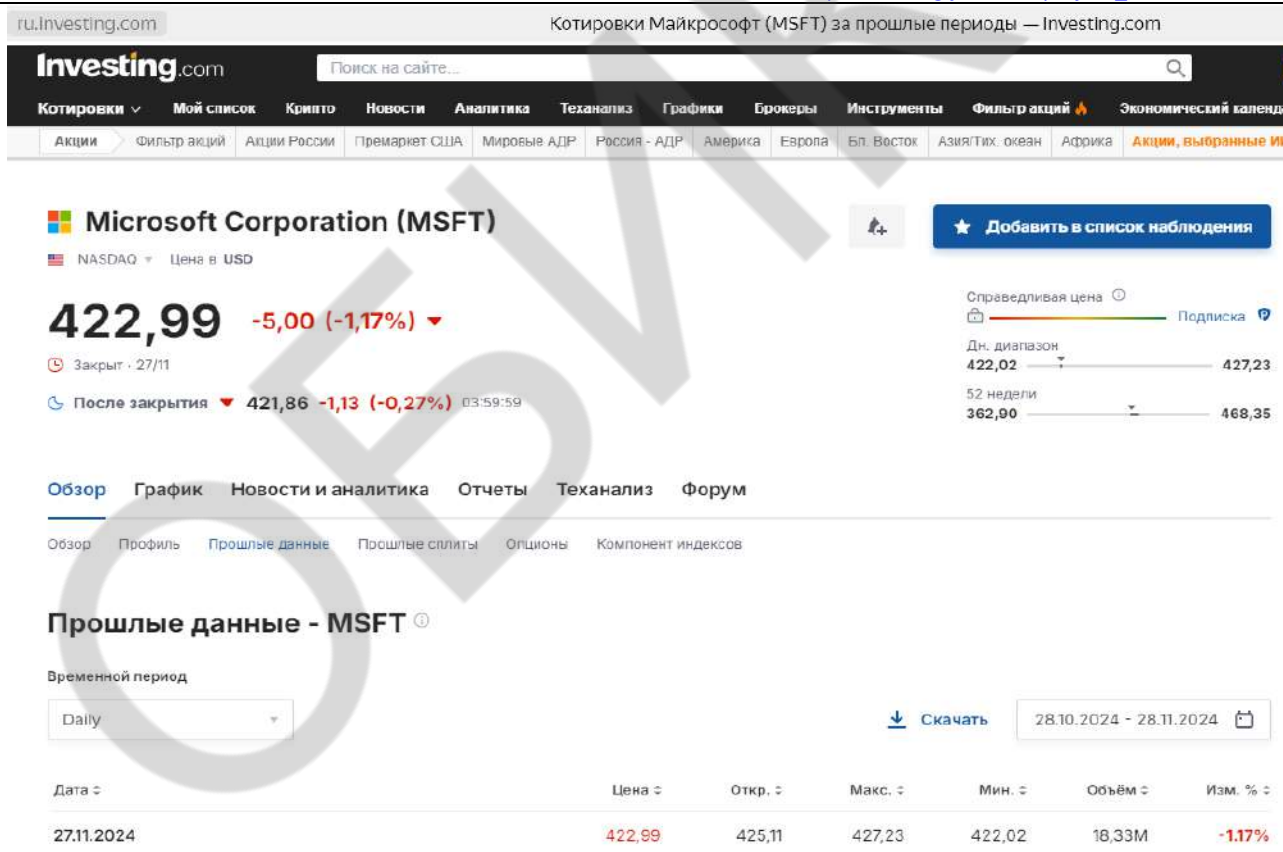 ru.investing.com Котировки Майкрософт (MSFT) за прошлые периоды — Investing.com
Investing.com Поиск на сайте...
Котировки Мой список Крипто Новости Аналитика Теханализ Графики Брокеры Инструменты Фильтр акций Экономический календа
Акции Фильтр акций Акции России Премаркет США Мировые АДР Россия - АДР Америка Европа Бл. Восток Азия/Тих. океан Африка Акции, выбранные И
Microsoft Corporation (MSFT) Добавить в список наблюдения
NASDAQ Цена в USD
422,99 -5,00 (-1,17%)
Справедливая цена
Подписка
Закрыт · 27/11
Дн. диапазон
422,02 427,23
После закрытия 421,86 -1,13 (-0,27%) 03:59:59
52 недели
362,90 468,35
Обзор График Новости и аналитика Отчеты Теханализ Форум
Обзор Профиль Прошлые данные Прошлые сплиты Опционы Компонент индексов
Прошлые данные - MSFT
Временной период
Daily Скачать 28.10.2024 - 28.11.2024
Дата Цена Откр. Макс. Мин. Объём Изм. %
27.11.2024 422,99 425,11 427,23 422,02 18,33M -1.17%